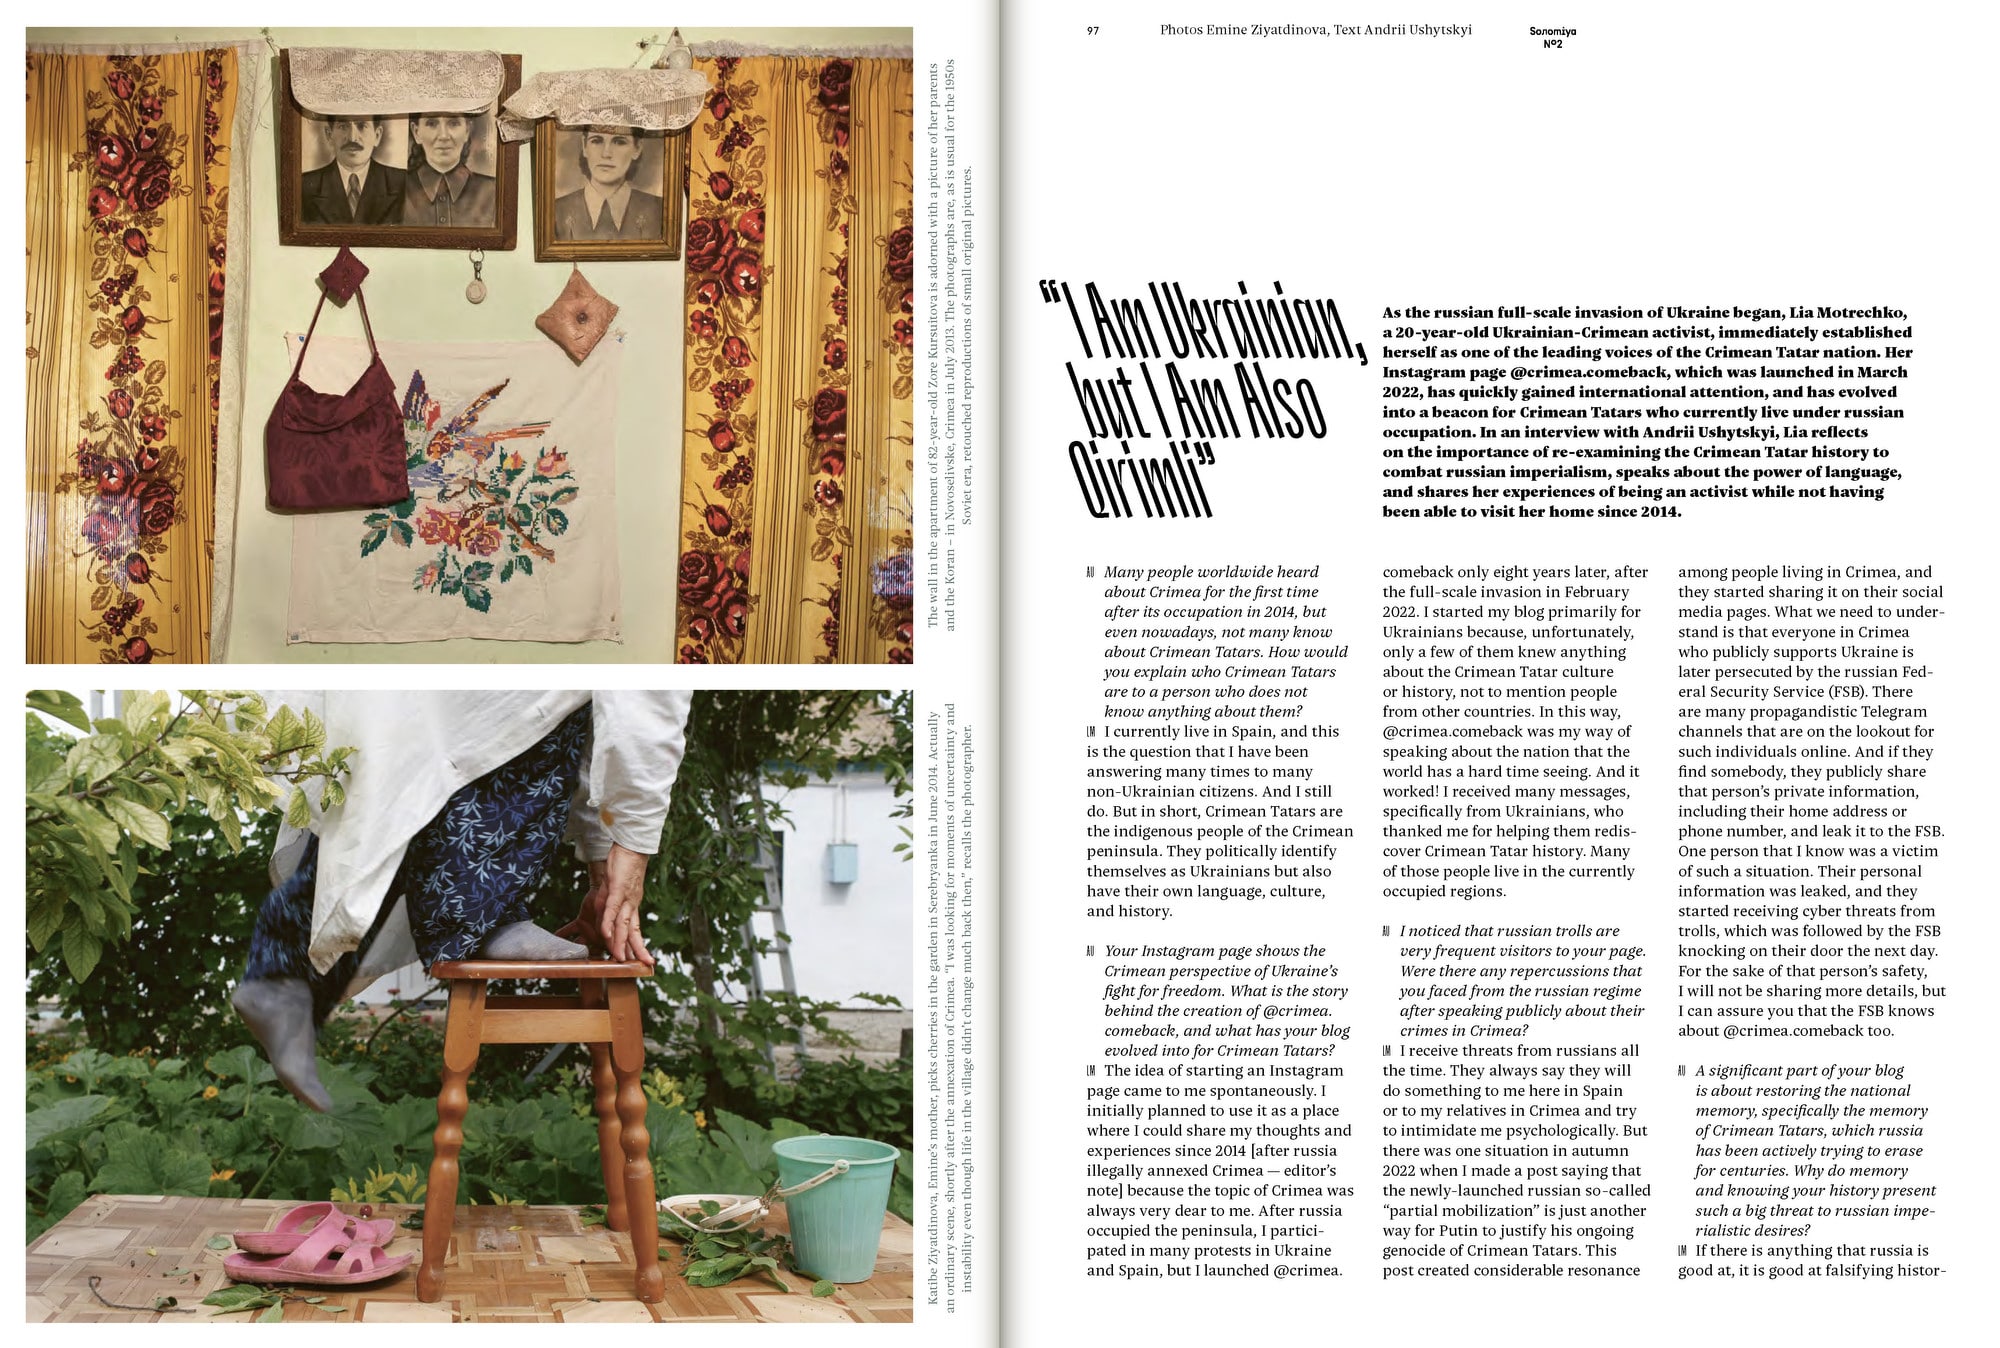 The wall in the apartment of 82-year-old Zore Kursuitova is adorned with a picture of her parents
and the Koran – in Novoselivske, Crimea in July 2013. The photographs are, as is usual for the 1950s
Soviet era, retouched reproductions of small original pictures.
Katibe Ziyatdinova, Emine's mother, picks cherries in the garden in Serebryanka in June 2014. Actually
an ordinary scene, shortly after the annexation of Crimea. “I was looking for moments of uncertainty and
instability even though life in the village didn't change much back then,” recalls the photographer.
97
Photos Emine Ziyatdinova, Text Andrii Ushytskyi
Solomiya
Nº2
“I Am Ukrainian,
but I Am Also
Qirimli”
As the russian full-scale invasion of Ukraine began, Lia Motrechko,
a 20-year-old Ukrainian-Crimean activist, immediately established
herself as one of the leading voices of the Crimean Tatar nation. Her
Instagram page @crimea.comeback, which was launched in March
2022, has quickly gained international attention, and has evolved
into a beacon for Crimean Tatars who currently live under russian
occupation. In an interview with Andrii Ushytskyi, Lia reflects
on the importance of re-examining the Crimean Tatar history to
combat russian imperialism, speaks about the power of language,
and shares her experiences of being an activist while not having
been able to visit her home since 2014.
AU Many people worldwide heard
about Crimea for the first time
after its occupation in 2014, but
even nowadays, not many know
about Crimean Tatars. How would
you explain who Crimean Tatars
are to a person who does not
know anything about them?
LM I currently live in Spain, and this
is the question that I have been
answering many times to many
non-Ukrainian citizens. And I still
do. But in short, Crimean Tatars are
the indigenous people of the Crimean
peninsula. They politically identify
themselves as Ukrainians but also
have their own language, culture,
and history.
AU Your Instagram page shows the
Crimean perspective of Ukraine's
fight for freedom. What is the story
behind the creation of @crimea.
comeback, and what has your blog
evolved into for Crimean Tatars?
LM The idea of starting an Instagram
page came to me spontaneously. I
initially planned to use it as a place
where I could share my thoughts and
experiences since 2014 [after russia
illegally annexed Crimea — editor's
note] because the topic of Crimea was
always very dear to me. After russia
occupied the peninsula, I partici-
pated in many protests in Ukraine
and Spain, but I launched @crimea.
comeback only eight years later, after
the full-scale invasion in February
2022. I started my blog primarily for
Ukrainians because, unfortunately,
only a few of them knew anything
about the Crimean Tatar culture
or history, not to mention people
from other countries. In this way,
@crimea.comeback was my way of
speaking about the nation that the
world has a hard time seeing. And it
worked! I received many messages,
specifically from Ukrainians, who
thanked me for helping them redis-
cover Crimean Tatar history. Many
of those people live in the currently
occupied regions.
AU I noticed that russian trolls are
very frequent visitors to your page.
Were there any repercussions that
you faced from the russian regime
after speaking publicly about their
crimes in Crimea?
LM I receive threats from russians all
the time. They always say they will
do something to me here in Spain
or to my relatives in Crimea and try
to intimidate me psychologically. But
there was one situation in autumn
2022 when I made a post saying that
the newly-launched russian so-called
“partial mobilization” is just another
way for Putin to justify his ongoing
genocide of Crimean Tatars. This
post created considerable resonance
among people living in Crimea, and
they started sharing it on their social
media pages. What we need to under-
stand is that everyone in Crimea
who publicly supports Ukraine is
later persecuted by the russian Fed-
eral Security Service (FSB). There
are many propagandistic Telegram
channels that are on the lookout for
such individuals online. And if they
find somebody, they publicly share
that person's private information,
including their home address or
phone number, and leak it to the FSB.
One person that I know was a victim
of such a situation. Their personal
information was leaked, and they
started receiving cyber threats from
trolls, which was followed by the FSB
knocking on their door the next day.
For the sake of that person's safety,
I will not be sharing more details, but
I can assure you that the FSB knows
about @crimea.comeback too.
AU A significant part of your blog
is about restoring the national
memory, specifically the memory
of Crimean Tatars, which russia
has been actively trying to erase
for centuries. Why do memory
and knowing your history present
such a big threat to russian impe-
rialistic desires?
LM If there is anything that russia is
good at, it is good at falsifying histor-